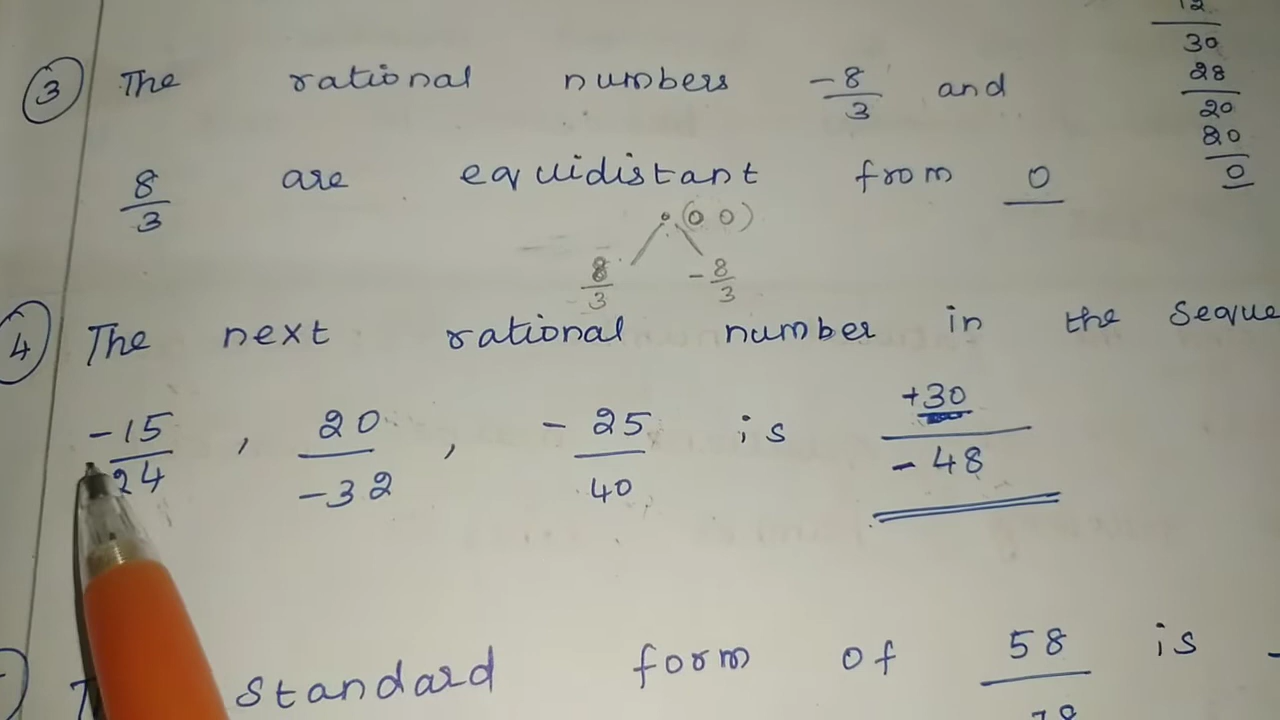 12
30
28
20
20
0
③ The rational numbers -8/3 and
8/3 are equidistant from 0
(0 0)
8/3 -8/3
④ The next rational number in the Seque
-15/24 , 20/-32 , -25/40 is +30/-48
standard form of 58 is